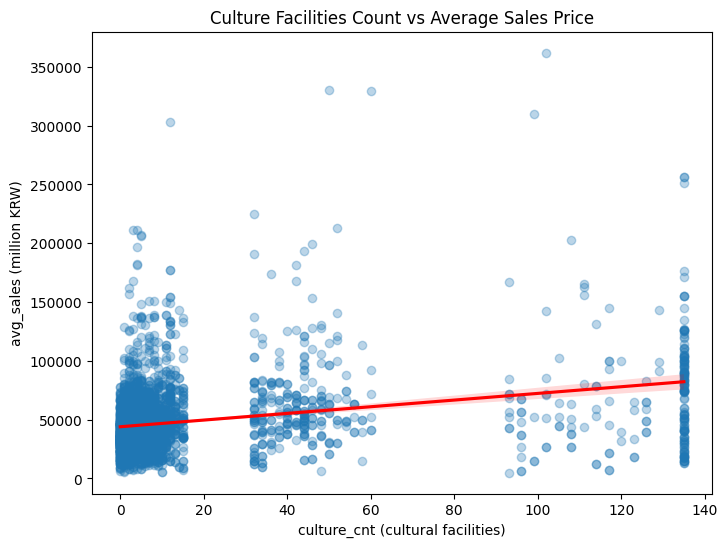 Culture Facilities Count vs Average Sales Price
350000
300000
250000
200000
150000
100000
50000
0
avg_sales (million KRW)
0 20 40 60 80 100 120 140
culture_cnt (cultural facilities)